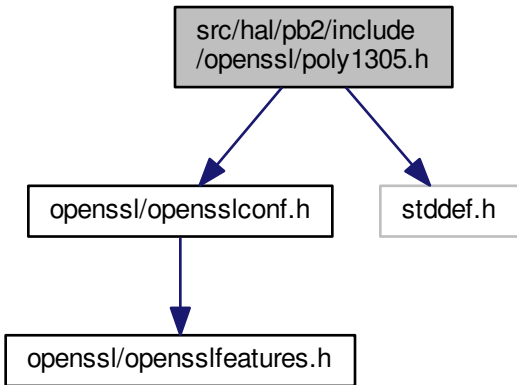 src/hal/pb2/include
/openssl/poly1305.h
openssl/opensslconf.h
stddef.h
openssl/opensslfeatures.h